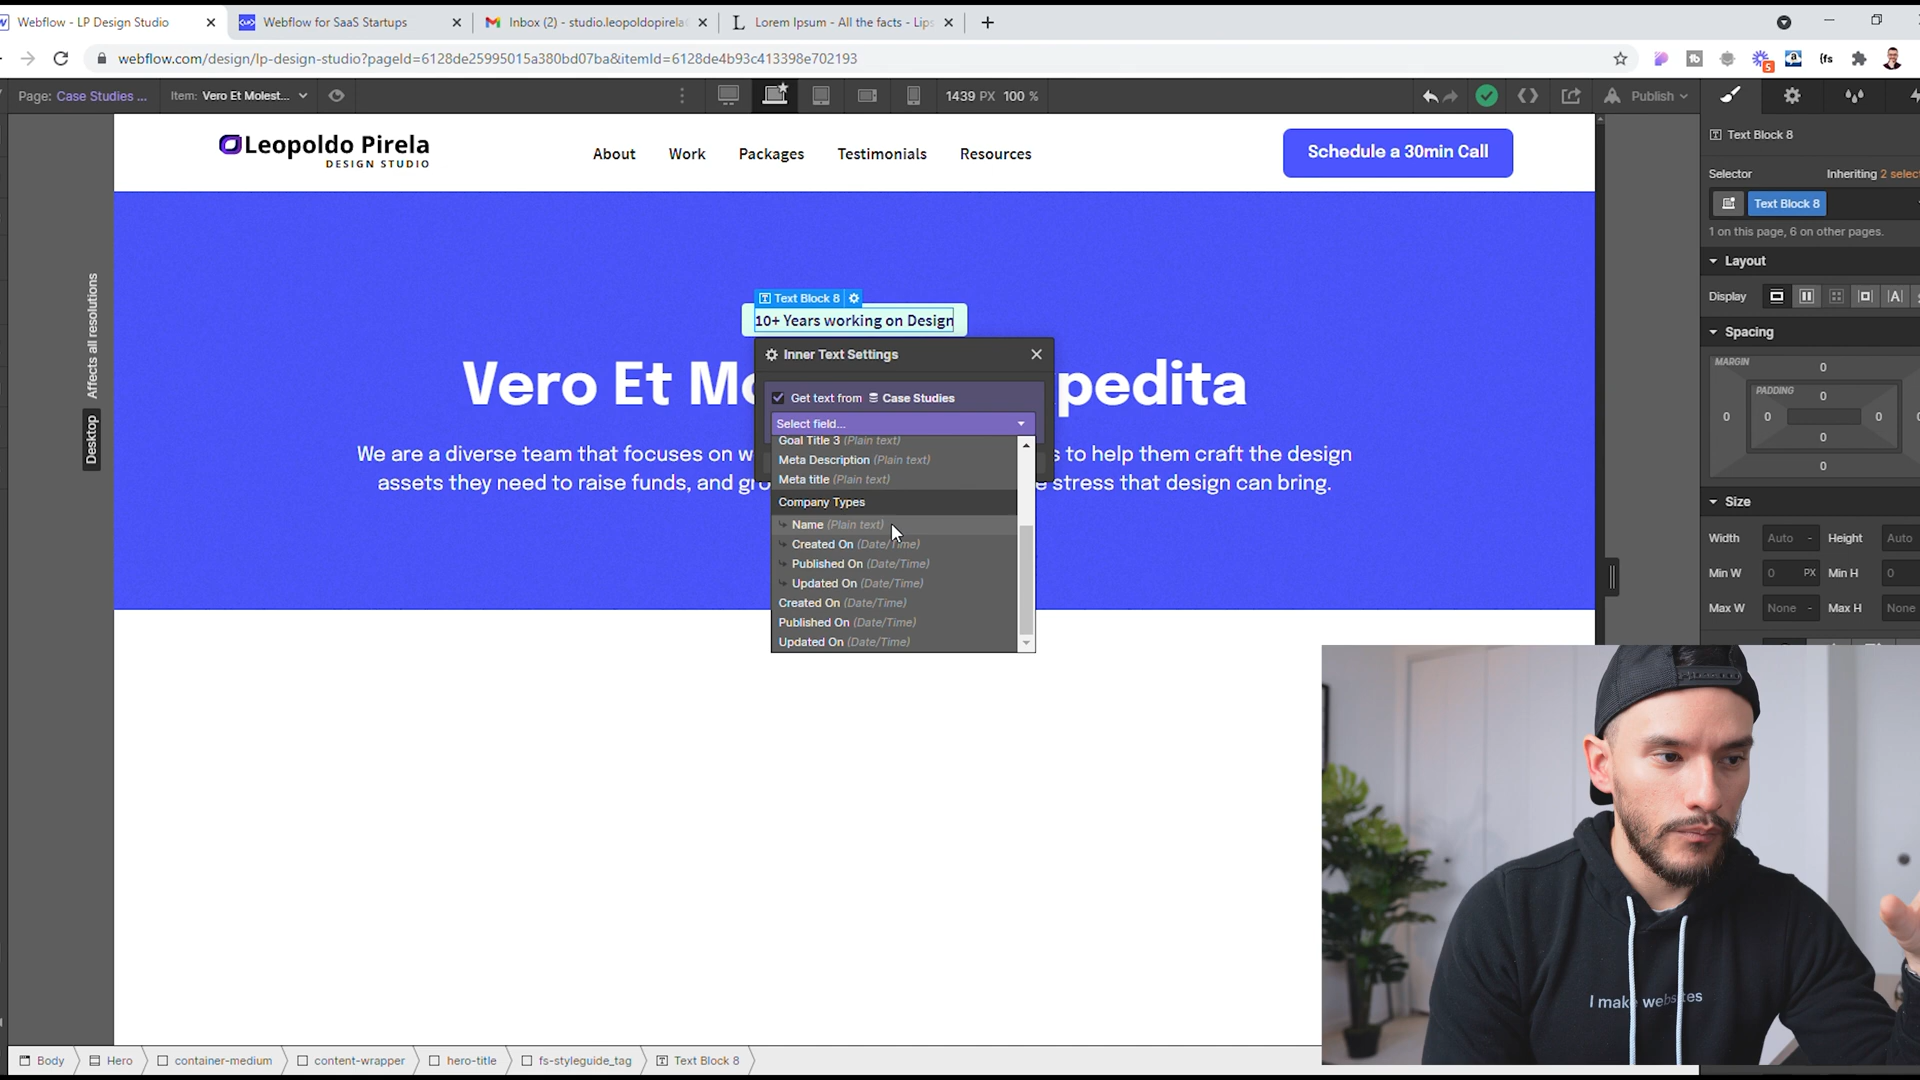 Webflow - LP Design Studio
Webflow for SaaS Startups
Inbox (2) - studio.leopoldopirela
Lorem Ipsum - All the facts - Lips
webflow.com/design/lp-design-studio?pageId=6128de25995015a380bd07ba&itemId=6128de4b93c413398e702193
5
Page: Case Studies ...
Item: Vero Et Molest...
1439 PX 100 %
Publish
Leopoldo Pirela
DESIGN STUDIO
About
Work
Packages
Testimonials
Resources
Schedule a 30min Call
Affects all resolutions
Desktop
Text Block 8
10+ Years working on Design
Vero Et Mo
pedita
We are a diverse team that focuses on w
s to help them craft the design
assets they need to raise funds, and gro
e stress that design can bring.
Inner Text Settings
Get text from Case Studies
Select field...
Goal Title 3 (Plain text)
Meta Description (Plain text)
Meta title (Plain text)
Company Types
Name (Plain text)
Created On (Date/Time)
Published On (Date/Time)
Updated On (Date/Time)
Created On (Date/Time)
Published On (Date/Time)
Updated On (Date/Time)
Text Block 8
Selector
Inheriting 2 select
Text Block 8
1 on this page, 6 on other pages.
Layout
Display
Spacing
MARGIN
0
PADDING
0
0
0
0
0
0
0
Size
Width
Auto -
Height
Auto
Min W
0 PX
Min H
0
Max W
None -
Max H
None
I make websites
Body
Hero
container-medium
content-wrapper
hero-title
fs-styleguide_tag
Text Block 8